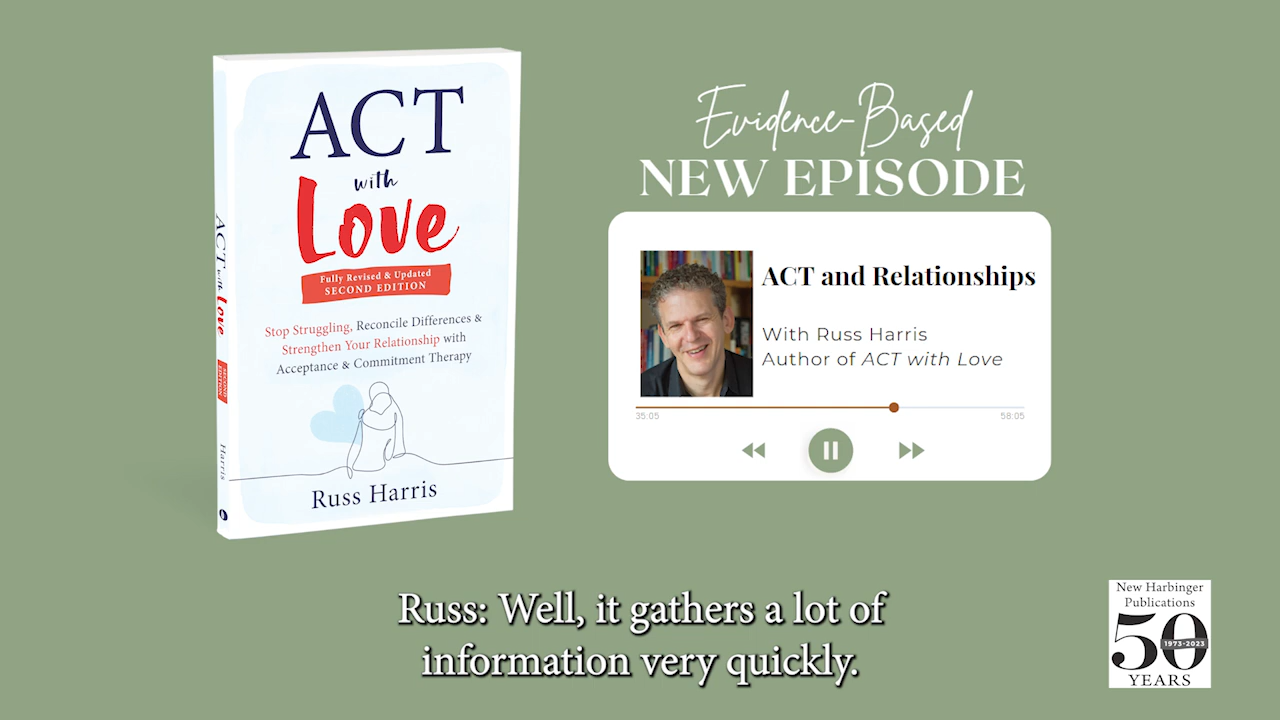 ACT
with
Love
Fully Revised & Updated
SECOND EDITION
Stop Struggling, Reconcile Differences &
Strengthen Your Relationship with
Acceptance & Commitment Therapy
Russ Harris
ACT with Love
SECOND
EDITION
Harris
Evidence-Based
NEW EPISODE
ACT and Relationships
With Russ Harris
Author of ACT with Love
35:05
58:05
Russ: Well, it gathers a lot of
information very quickly.
New Harbinger
Publications
50
1973-2023
YEARS